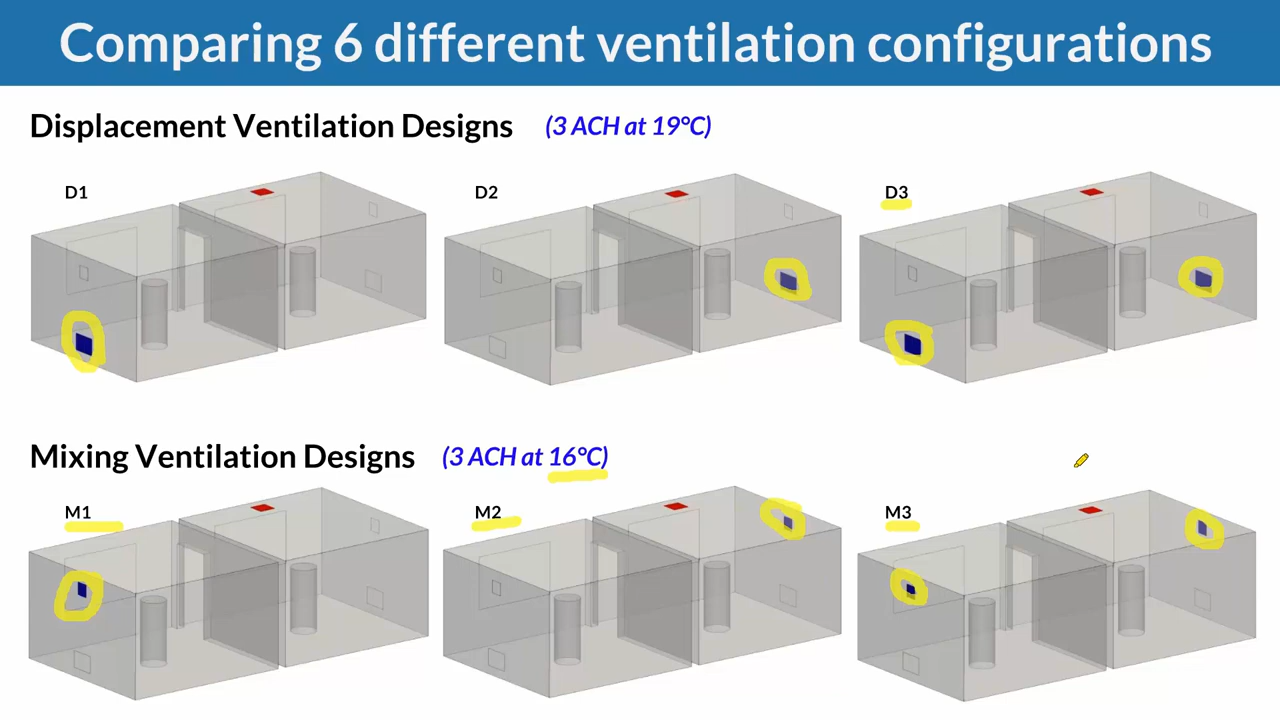 Comparing 6 different ventilation configurations
Displacement Ventilation Designs (3 ACH at 19°C)
D1 D2 D3
Mixing Ventilation Designs (3 ACH at 16°C)
M1 M2 M3